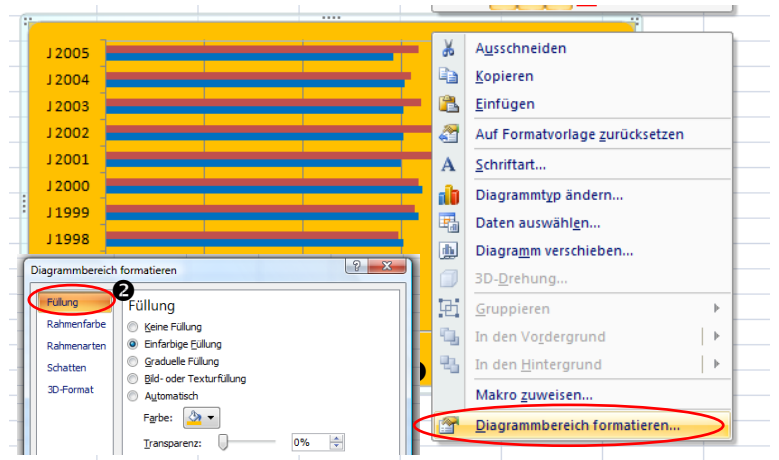 J 2005
J 2004
J 2003
J 2002
J 2001
J 2000
J 1999
J 1998
Ausschneiden
Kopieren
Einfügen
Auf Formatvorlage zurücksetzen
A Schriftart...
Diagrammtyp ändern...
Daten auswählen...
Diagramm verschieben...
3D-Drehung...
Gruppieren
In den Vordergrund
In den Hintergrund
Makro zuweisen...
Diagrammbereich formatieren...
Diagrammbereich formatieren
?
2
Füllung
Rahmenfarbe
Rahmenarten
Schatten
3D-Format
Füllung
Keine Füllung
Einfarbige Füllung
Graduelle Füllung
Bild- oder Texturfüllung
Automatisch
Farbe:
Transparenz: 0%